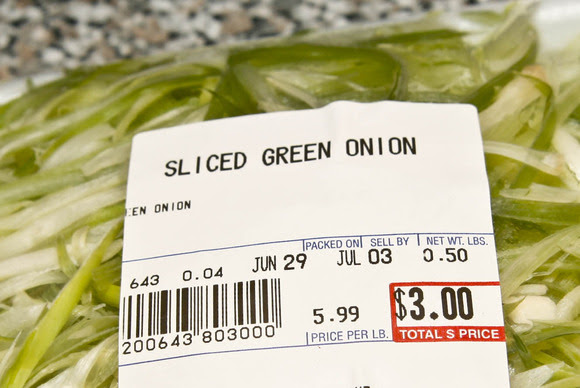 SLICED GREEN ONION
EEN ONION
PACKED ON SELL BY NET WT. LBS.
643 0.04 JUN 29 JUL 03 0.50
5.99 $3.00
200643 803000 PRICE PER LB. TOTAL $ PRICE